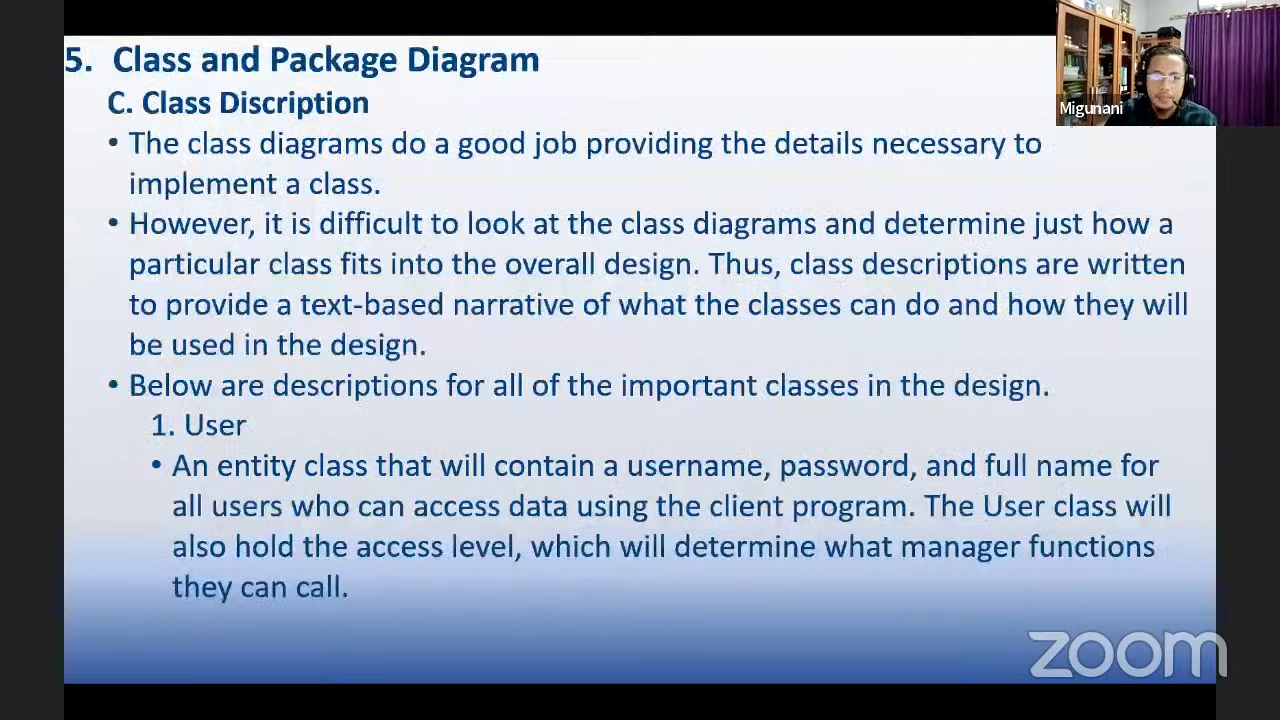 5. Class and Package Diagram
C. Class Discription
• The class diagrams do a good job providing the details necessary to
implement a class.
• However, it is difficult to look at the class diagrams and determine just how a
particular class fits into the overall design. Thus, class descriptions are written
to provide a text-based narrative of what the classes can do and how they will
be used in the design.
• Below are descriptions for all of the important classes in the design.
1. User
• An entity class that will contain a username, password, and full name for
all users who can access data using the client program. The User class will
also hold the access level, which will determine what manager functions
they can call.
Migunani
zoom